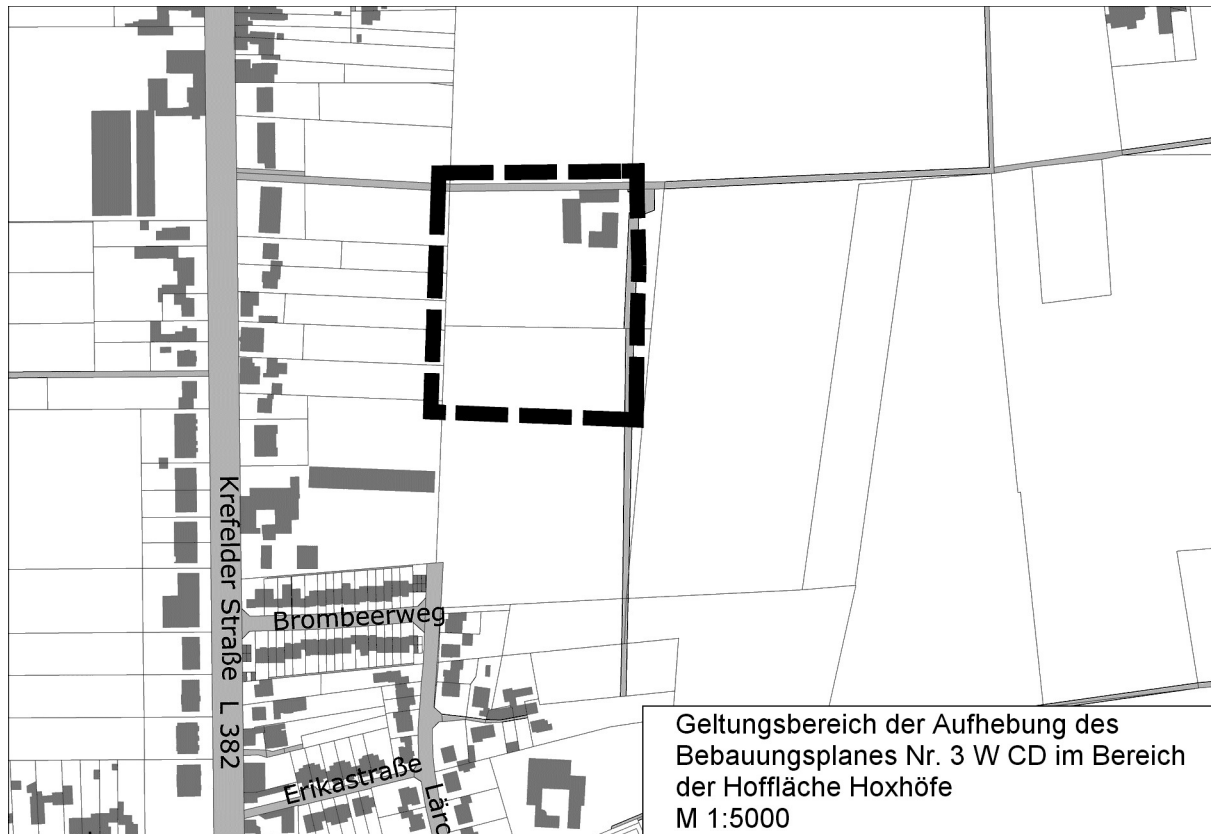 Krefelder Straße L 382
Brombeerweg
Erikastraße
Lärc
Geltungsbereich der Aufhebung des
Bebauungsplanes Nr. 3 W CD im Bereich
der Hoffläche Hoxhöfe
M 1:5000